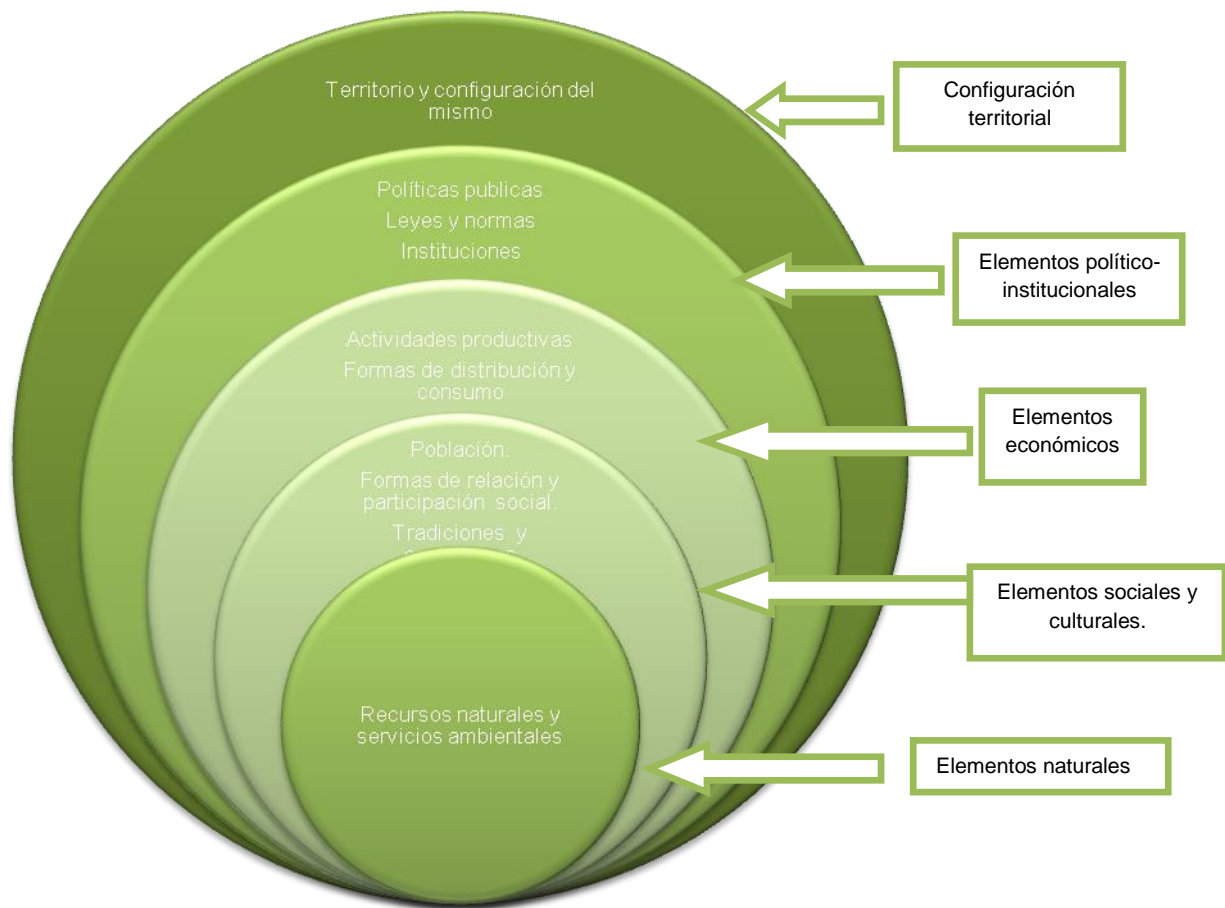 Territorio y configuración del
mismo
Políticas publicas
Leyes y normas
Instituciones
Actividades productivas
Formas de distribución y
consumo
Población.
Formas de relación y
participación social.
Tradiciones y
Recursos naturales y
servicios ambientales
Configuración
territorial
Elementos político-
institucionales
Elementos
económicos
Elementos sociales y
culturales.
Elementos naturales